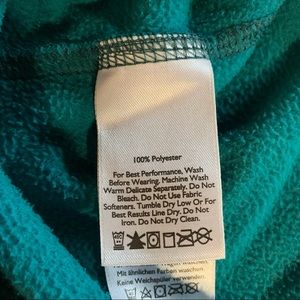 100% Polyester
For Best Performance, Wash
Before Wearing. Machine Wash
Warm Delicate Separately. Do Not
Bleach. Do Not Use Fabric
Softeners. Tumble Dry Low Or For
Best Results Line Dry. Do Not
Iron. Do Not Dry Clean.
Mit ähnlichen Farben waschen
Keine Weichspüler verwenden.